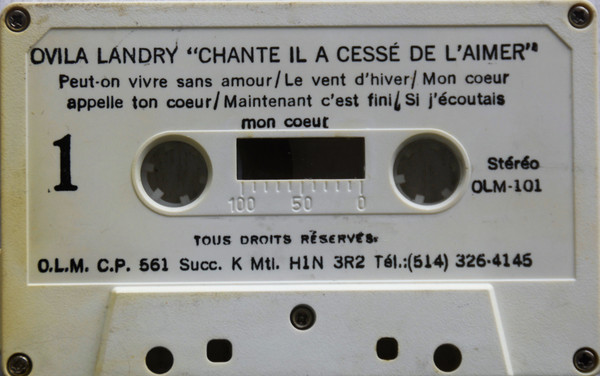 OVILA LANDRY "CHANTE IL A CESSÉ DE L'AIMER"
Peut-on vivre sans amour/Le vent d'hiver/Mon coeur
appelle ton coeur/Maintenant c'est fini/Si j'écoutais
mon coeur
1
Stéréo
OLM-101
100 50 0
TOUS DROITS RÉSERVÉS.
O.L.M. C.P. 561 Succ. K Mtl. H1N 3R2 Tél.:(514) 326-4145